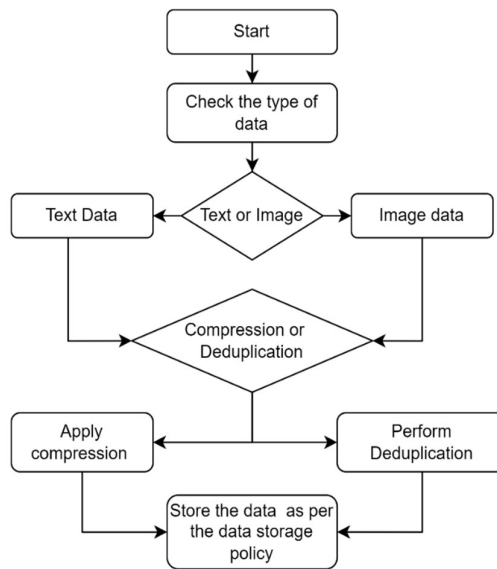 Start
Check the type of
data
Text Data
Text or Image
Image data
Compression or
Deduplication
Apply
compression
Perform
Deduplication
Store the data as per
the data storage
policy